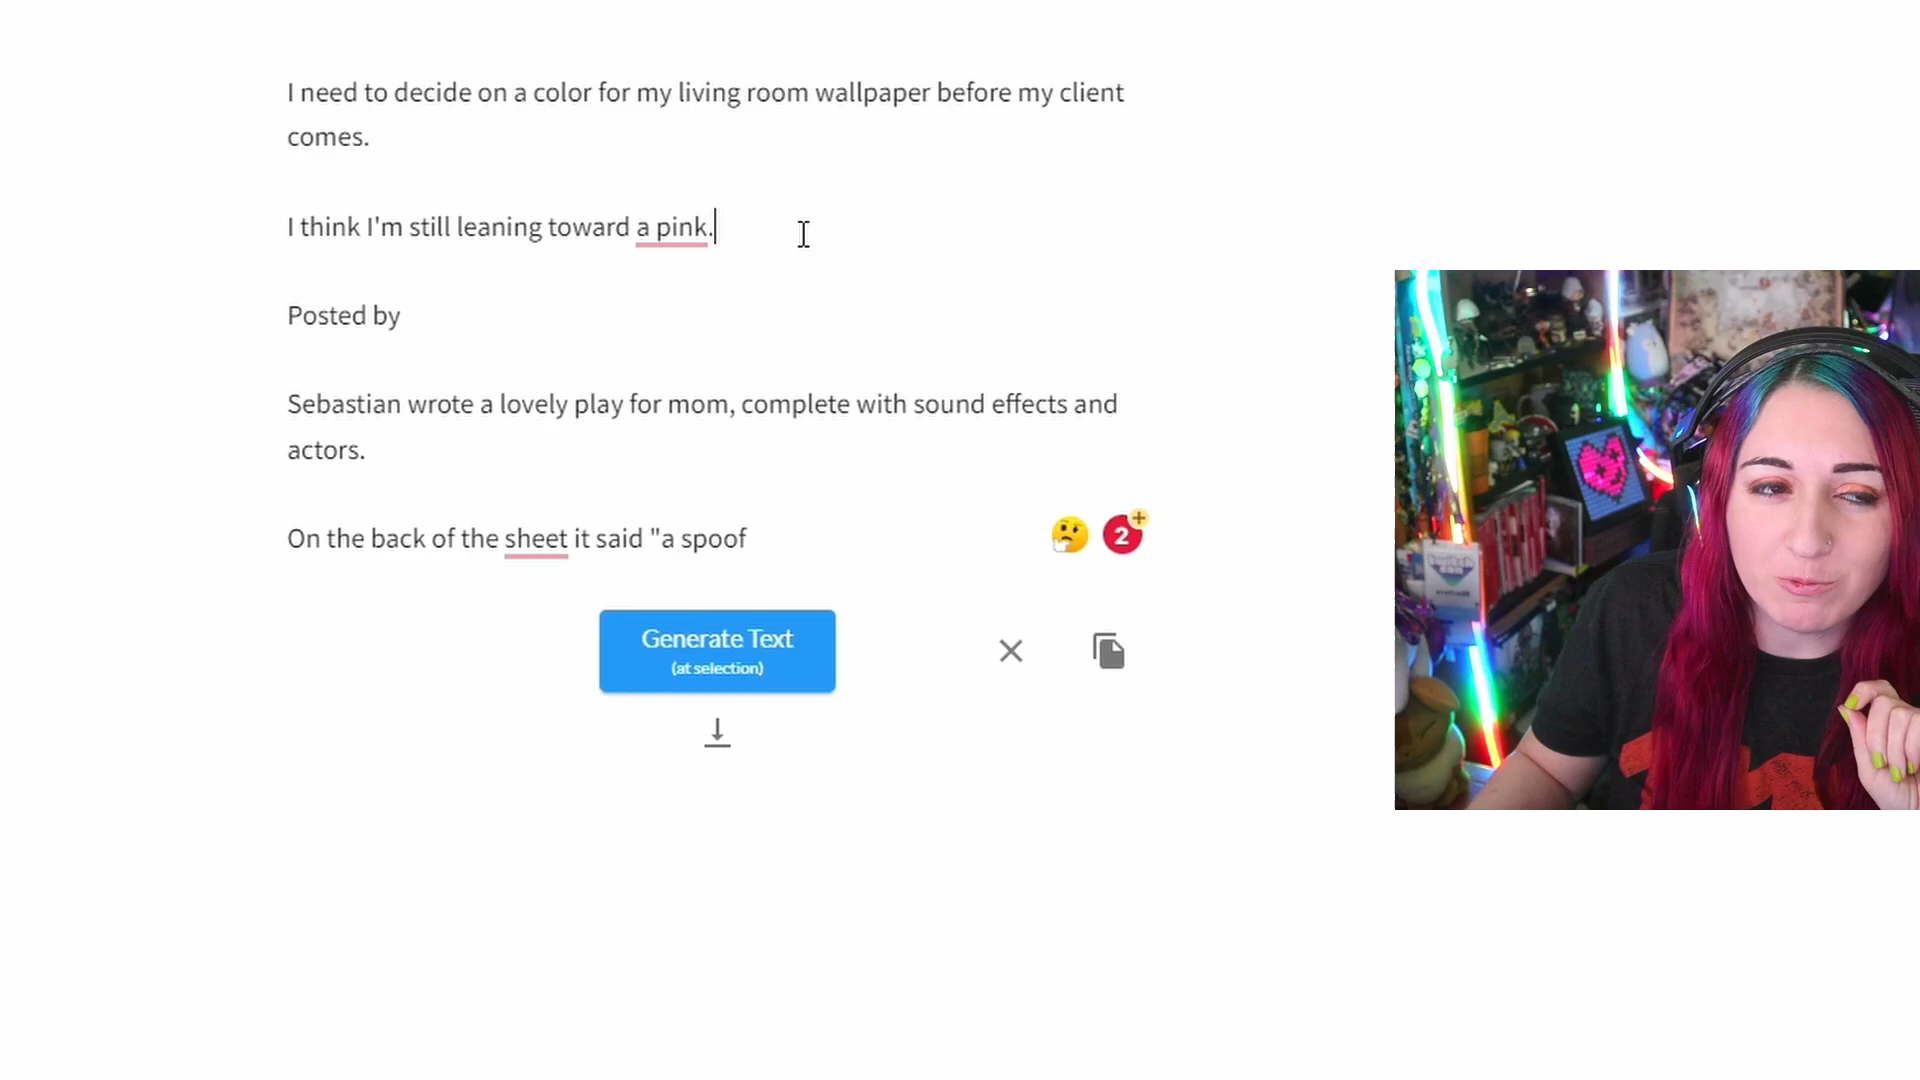 I need to decide on a color for my living room wallpaper before my client
comes.
I think I'm still leaning toward a pink.
Posted by
Sebastian wrote a lovely play for mom, complete with sound effects and
actors.
On the back of the sheet it said "a spoof
2
Generate Text
(at selection)